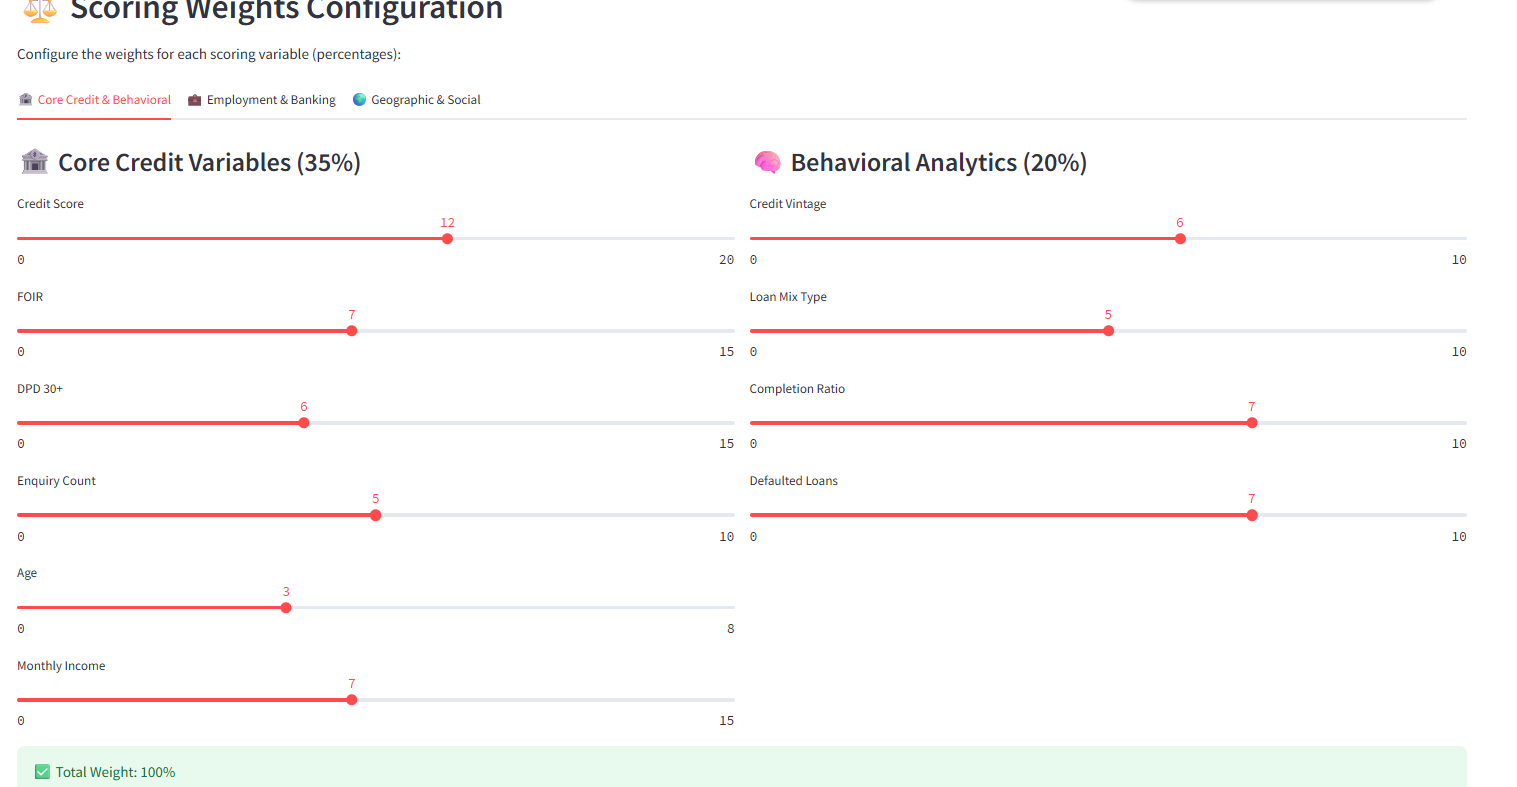 Scoring Weights Configuration
Configure the weights for each scoring variable (percentages):
Core Credit & Behavioral
Employment & Banking
Geographic & Social
Core Credit Variables (35%)
Credit Score
12
0
20
FOIR
7
0
15
DPD 30+
6
0
15
Enquiry Count
5
0
10
Age
3
0
8
Monthly Income
7
0
15
Behavioral Analytics (20%)
Credit Vintage
6
0
10
Loan Mix Type
5
0
10
Completion Ratio
7
0
10
Defaulted Loans
7
0
10
Total Weight: 100%